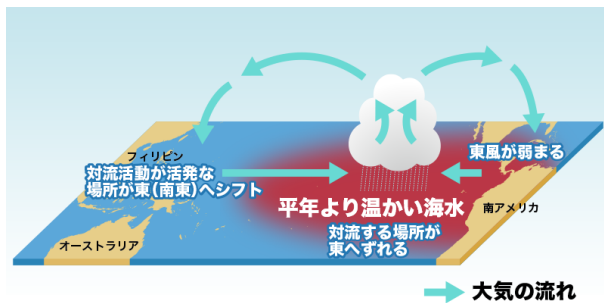 フィリピン
対流活動が活発な
場所が東(南東)へシフト
東風が弱まる
平年より温かい海水
対流する場所が
東へずれる
南アメリカ
オーストラリア
大気の流れ